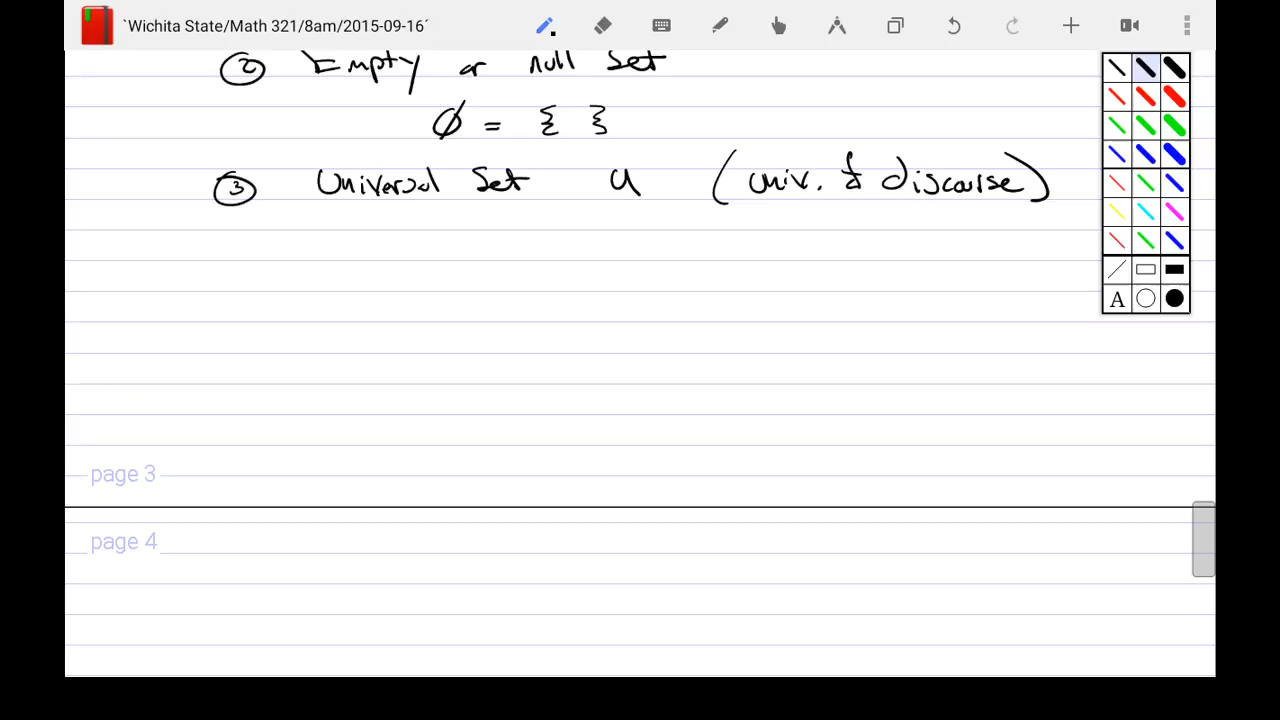 `Wichita State/Math 321/8am/2015-09-16´
② Empty or null set
∅ = { }
③ Universal Set U (univ. of discourse)
A
page 3
page 4